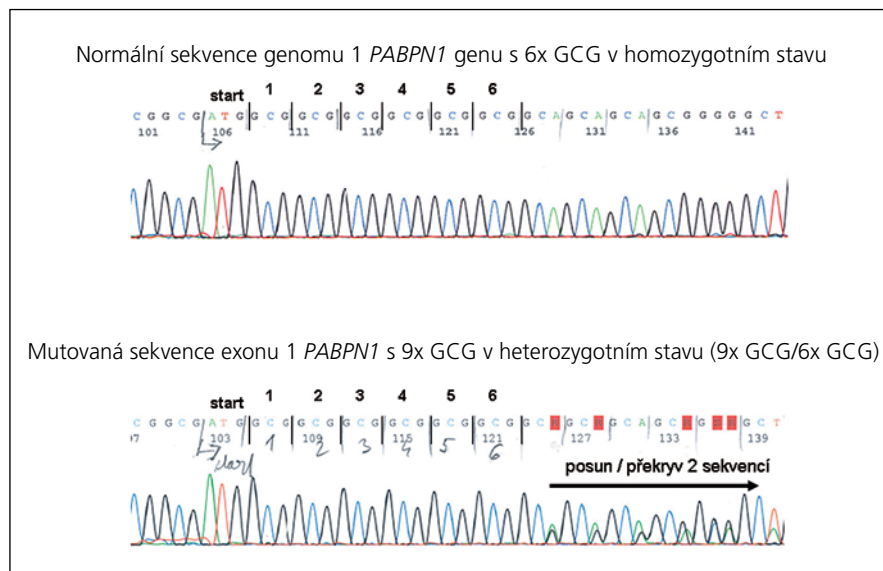 Normální sekvence genomu 1 PABPN1 genu s 6x GCG v homozygotním stavu
start 1 2 3 4 5 6
C G G C G A T G G C G G C G G C G G C G G C G G C G G C A G C A G C A G C G G G G G C T
101 106 111 116 121 126 131 136 141
Mutovaná sekvence exonu 1 PABPN1 s 9x GCG v heterozygotním stavu (9x GCG/6x GCG)
start 1 2 3 4 5 6
C G G C G A T G G C G G C G G C G G C G G C G G C G G C G C G C A G C G G C T
97 103 109 115 121 127 133 139
1 2 3 4 5 6
start
posun / překryv 2 sekvencí